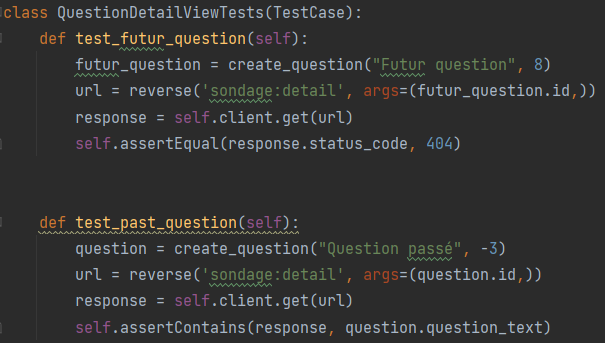 class QuestionDetailViewTests(TestCase):
    def test_futur_question(self):
        futur_question = create_question("Futur question", 8)
        url = reverse('sondage:detail', args=(futur_question.id,))
        response = self.client.get(url)
        self.assertEqual(response.status_code, 404)
    def test_past_question(self):
        question = create_question("Question passé", -3)
        url = reverse('sondage:detail', args=(question.id,))
        response = self.client.get(url)
        self.assertContains(response, question.question_text)